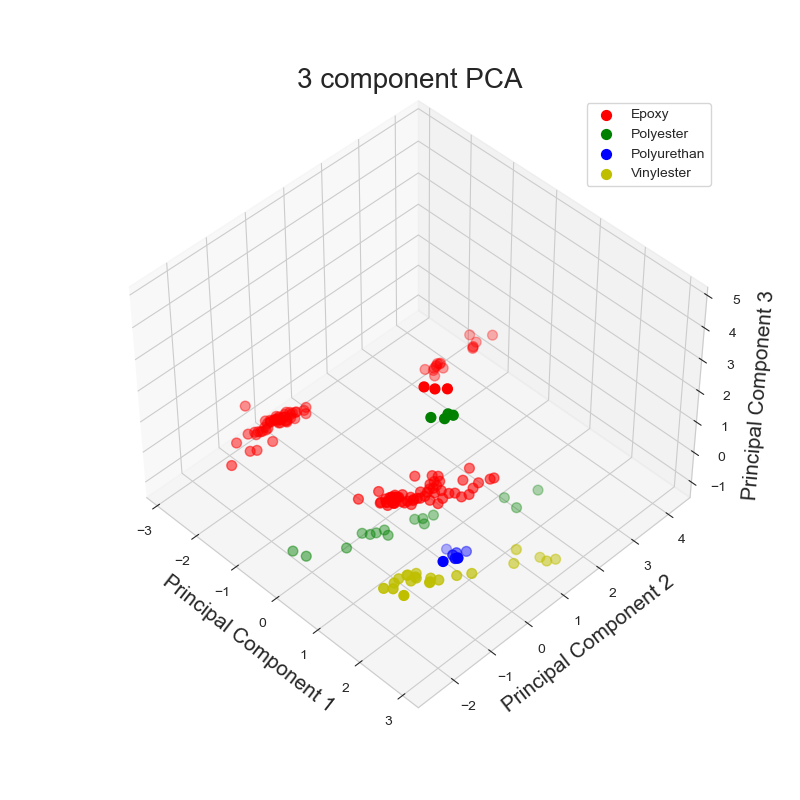 3 component PCA
Epoxy
Polyester
Polyurethan
Vinylester
5
4
3
2
1
0
−1
Principal Component 3
−3
−2
−1
0
1
2
3
Principal Component 1
−2
−1
0
1
2
3
4
Principal Component 2